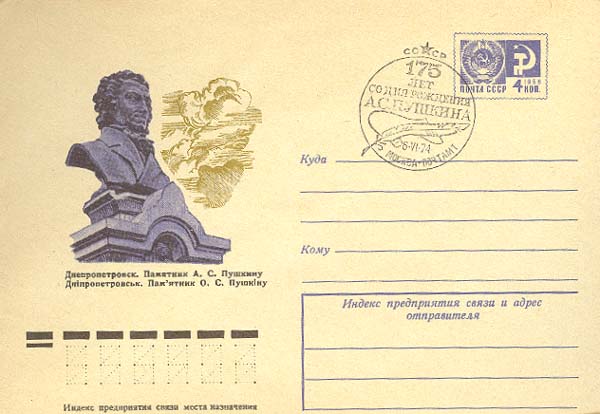 СССР
175
ЛЕТ
СО ДНЯ РОЖДЕНИЯ
А.С. ПУШКИНА
6-VI-74
МОСКВА-ПОЧТАМТ
1966
ПОЧТА СССР 4 КОП.
Куда
Кому
Днепропетровск. Памятник А. С. Пушкину
Дніпропетровськ. Пам'ятник О. С. Пушкіну
Индекс предприятия связи и адрес
отправителя
Индекс предприятия связи места назначения